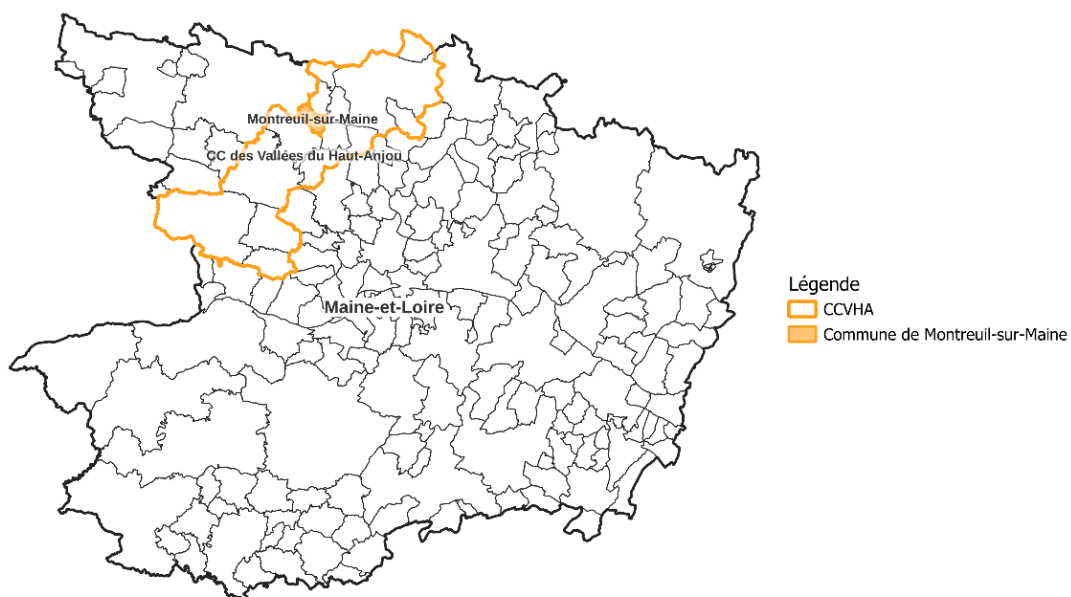 Montreuil-sur-Maine
CC des Vallées du Haut-Anjou
Maine-et-Loire
Légende
CCVHA
Commune de Montreuil-sur-Maine